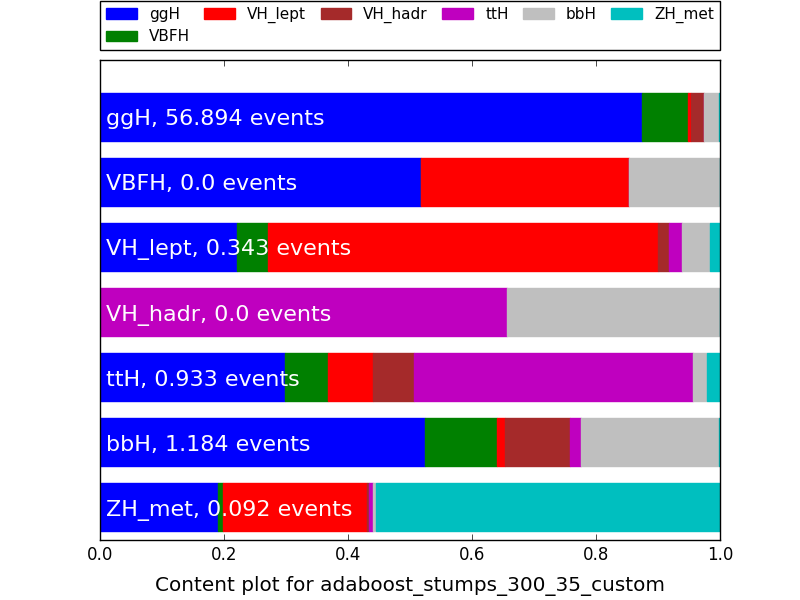 ggH VH_lept VH_hadr ttH bbH ZH_met
VBFH
ggH, 56.894 events
VBFH, 0.0 events
VH_lept, 0.343 events
VH_hadr, 0.0 events
ttH, 0.933 events
bbH, 1.184 events
ZH_met, 0.092 events
0.0 0.2 0.4 0.6 0.8 1.0
Content plot for adaboost_stumps_300_35_custom